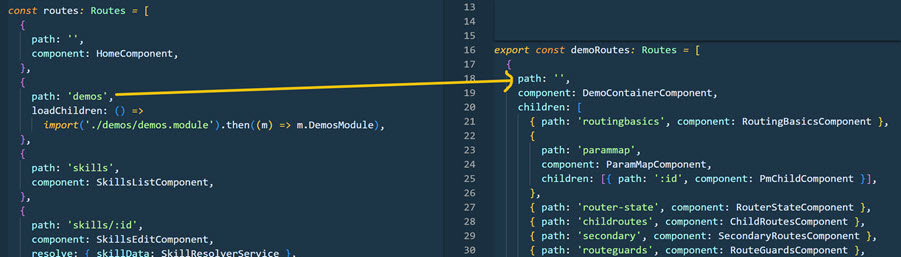 const routes: Routes = [
  {
    path: '',
    component: HomeComponent,
  },
  {
    path: 'demos',
    loadChildren: () =>
      import('./demos/demos.module').then((m) => m.DemosModule),
  },
  {
    path: 'skills',
    component: SkillsListComponent,
  },
  {
    path: 'skills/:id',
    component: SkillsEditComponent,
    resolve: { skillData: SkillResolverService },
13
14
15
16 export const demoRoutes: Routes = [
17   {
18     path: '',
19     component: DemoContainerComponent,
20     children: [
21       { path: 'routingbasics', component: RoutingBasicsComponent },
22       {
23         path: 'parammap',
24         component: ParamMapComponent,
25         children: [{ path: ':id', component: PmChildComponent }],
26       },
27       { path: 'router-state', component: RouterStateComponent },
28       { path: 'childroutes', component: ChildRoutesComponent },
29       { path: 'secondary', component: SecondaryRoutesComponent },
30       { path: 'routeguards', component: RouteGuardsComponent },